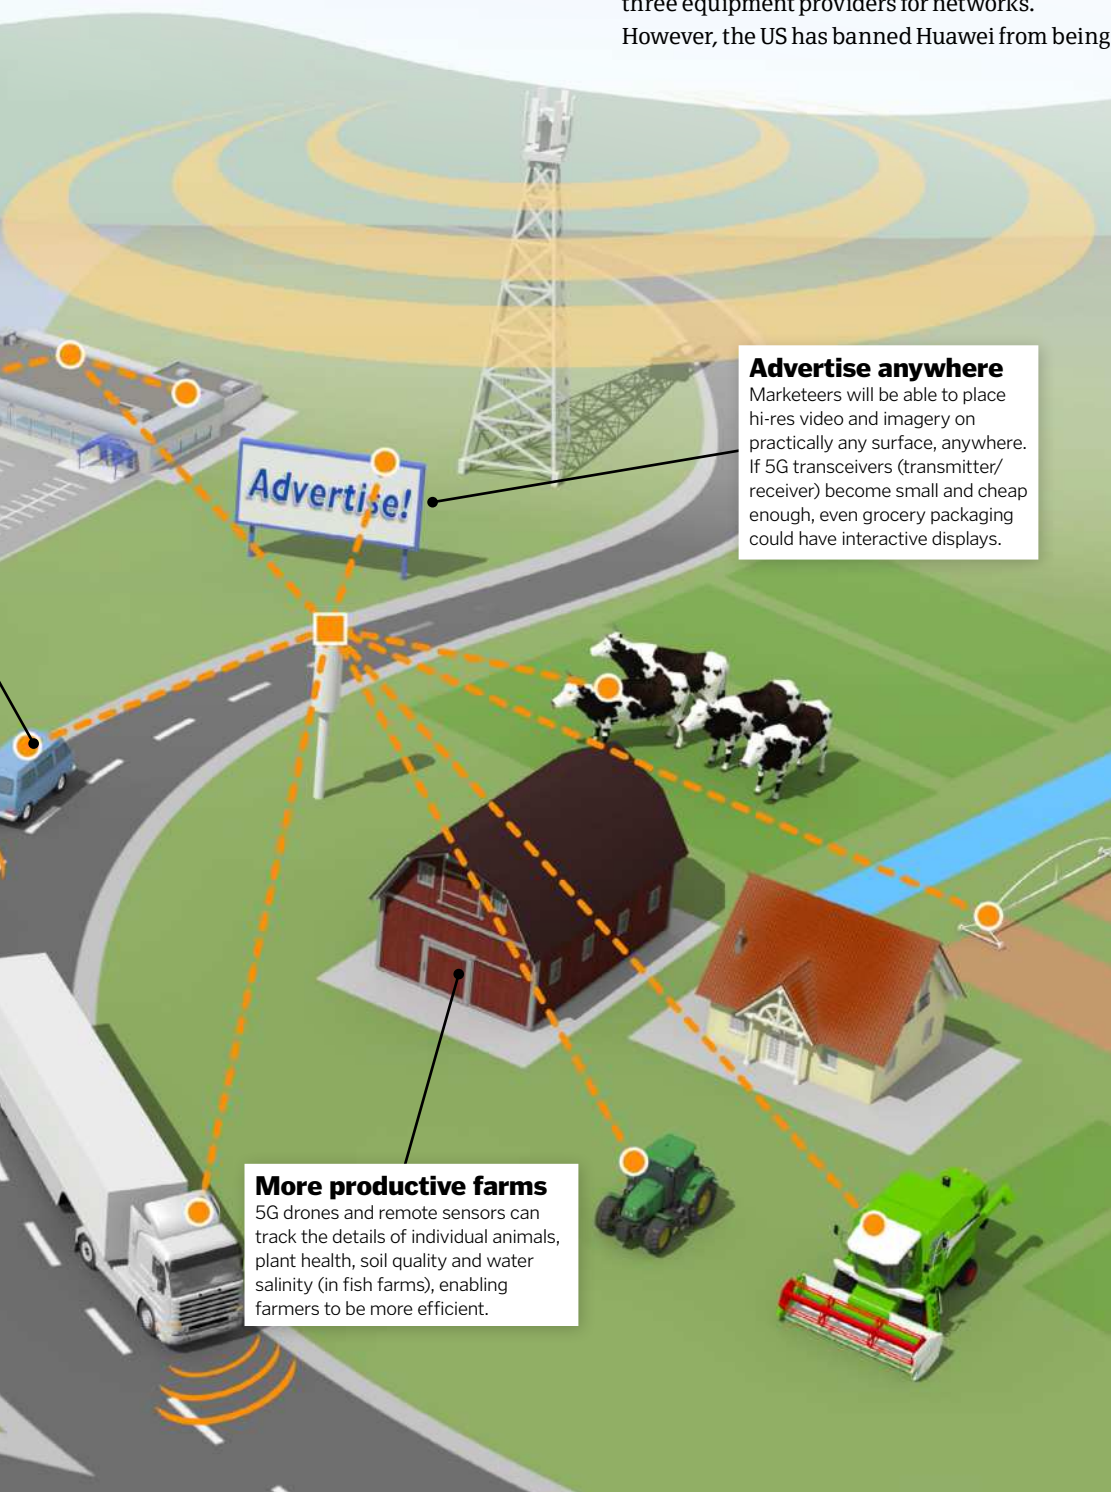 three equipment providers for networks.
However, the US has banned Huawei from being
Advertise anywhere
Marketeers will be able to place
hi-res video and imagery on
practically any surface, anywhere.
If 5G transceivers (transmitter/
receiver) become small and cheap
enough, even grocery packaging
could have interactive displays.
Advertise!
More productive farms
5G drones and remote sensors can
track the details of individual animals,
plant health, soil quality and water
salinity (in fish farms), enabling
farmers to be more efficient.